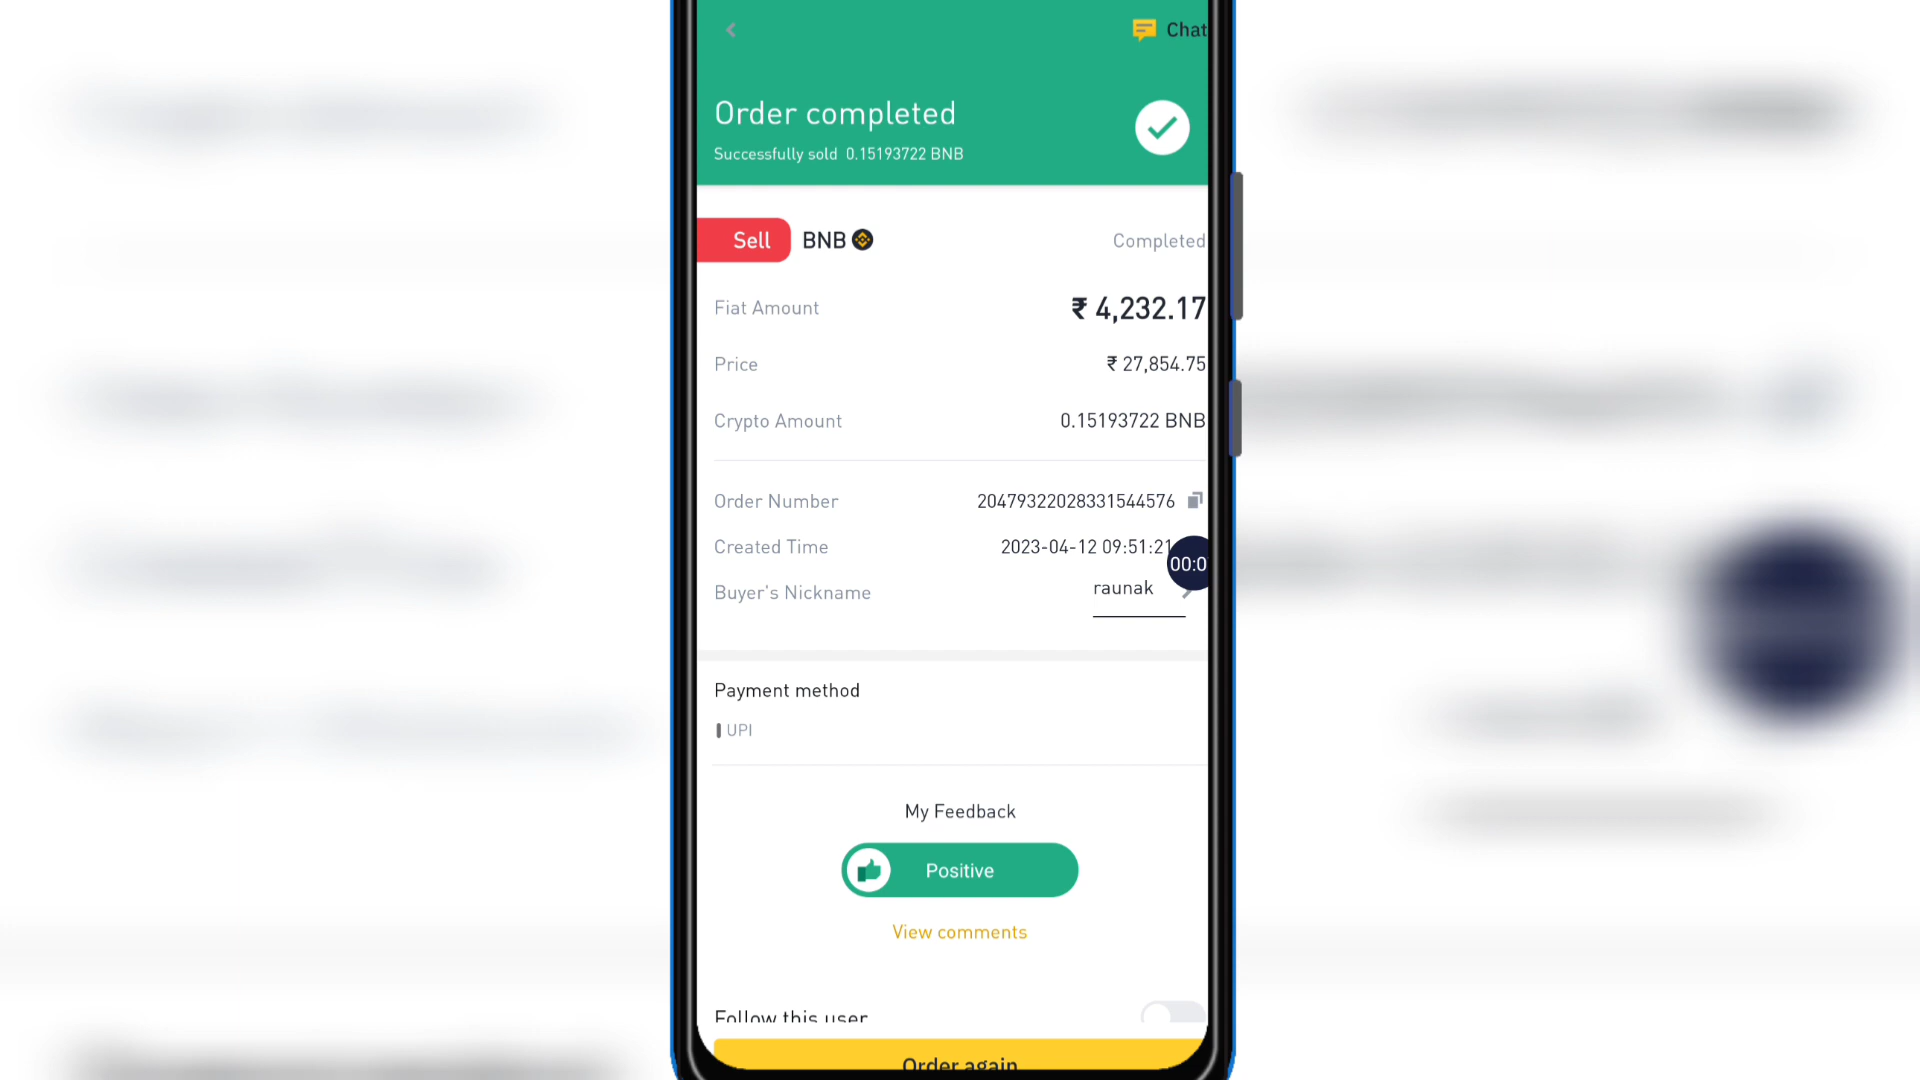 Chat
Order completed
Successfully sold 0.15193722 BNB
Sell BNB Completed
Fiat Amount ₹ 4,232.17
Price ₹ 27,854.75
Crypto Amount 0.15193722 BNB
Order Number 20479322028331544576
Created Time 2023-04-12 09:51:21
00:0
Buyer's Nickname raunak
Payment method
UPI
My Feedback
Positive
View comments
Follow this user
Order again